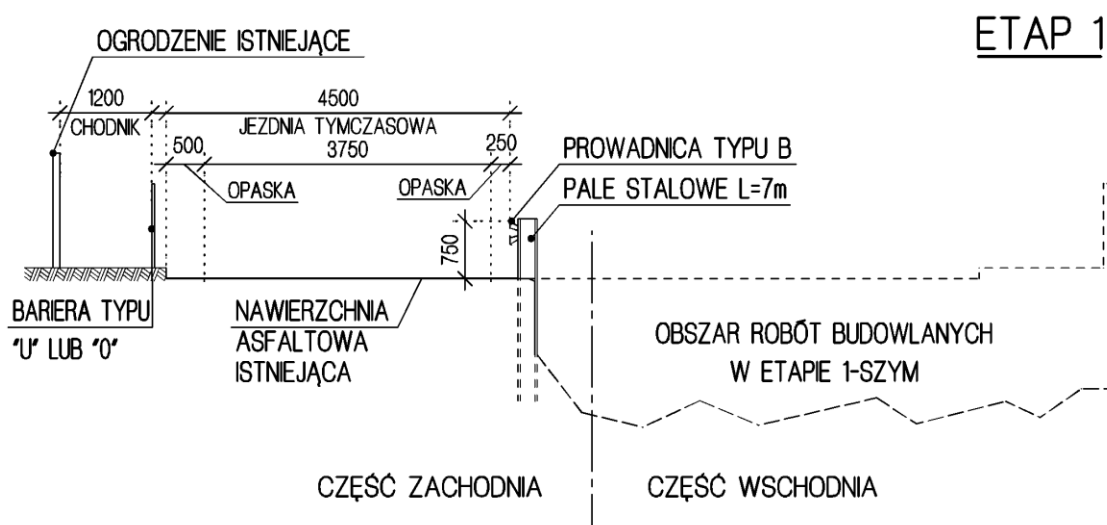 ETAP 1
OGRODZENIE ISTNIEJĄCE
1200
4500
CHODNIK
JEZDNIA TYMCZASOWA
500
3750
250
OPASKA
OPASKA
PROWADNICA TYPU B
PALE STALOWE L=7m
750
BARIERA TYPU
"U" LUB "0"
NAWIERZCHNIA
ASFALTOWA
ISTNIEJĄCA
OBSZAR ROBÓT BUDOWLANYCH
W ETAPIE 1-SZYM
CZĘŚĆ ZACHODNIA
CZĘŚĆ WSCHODNIA